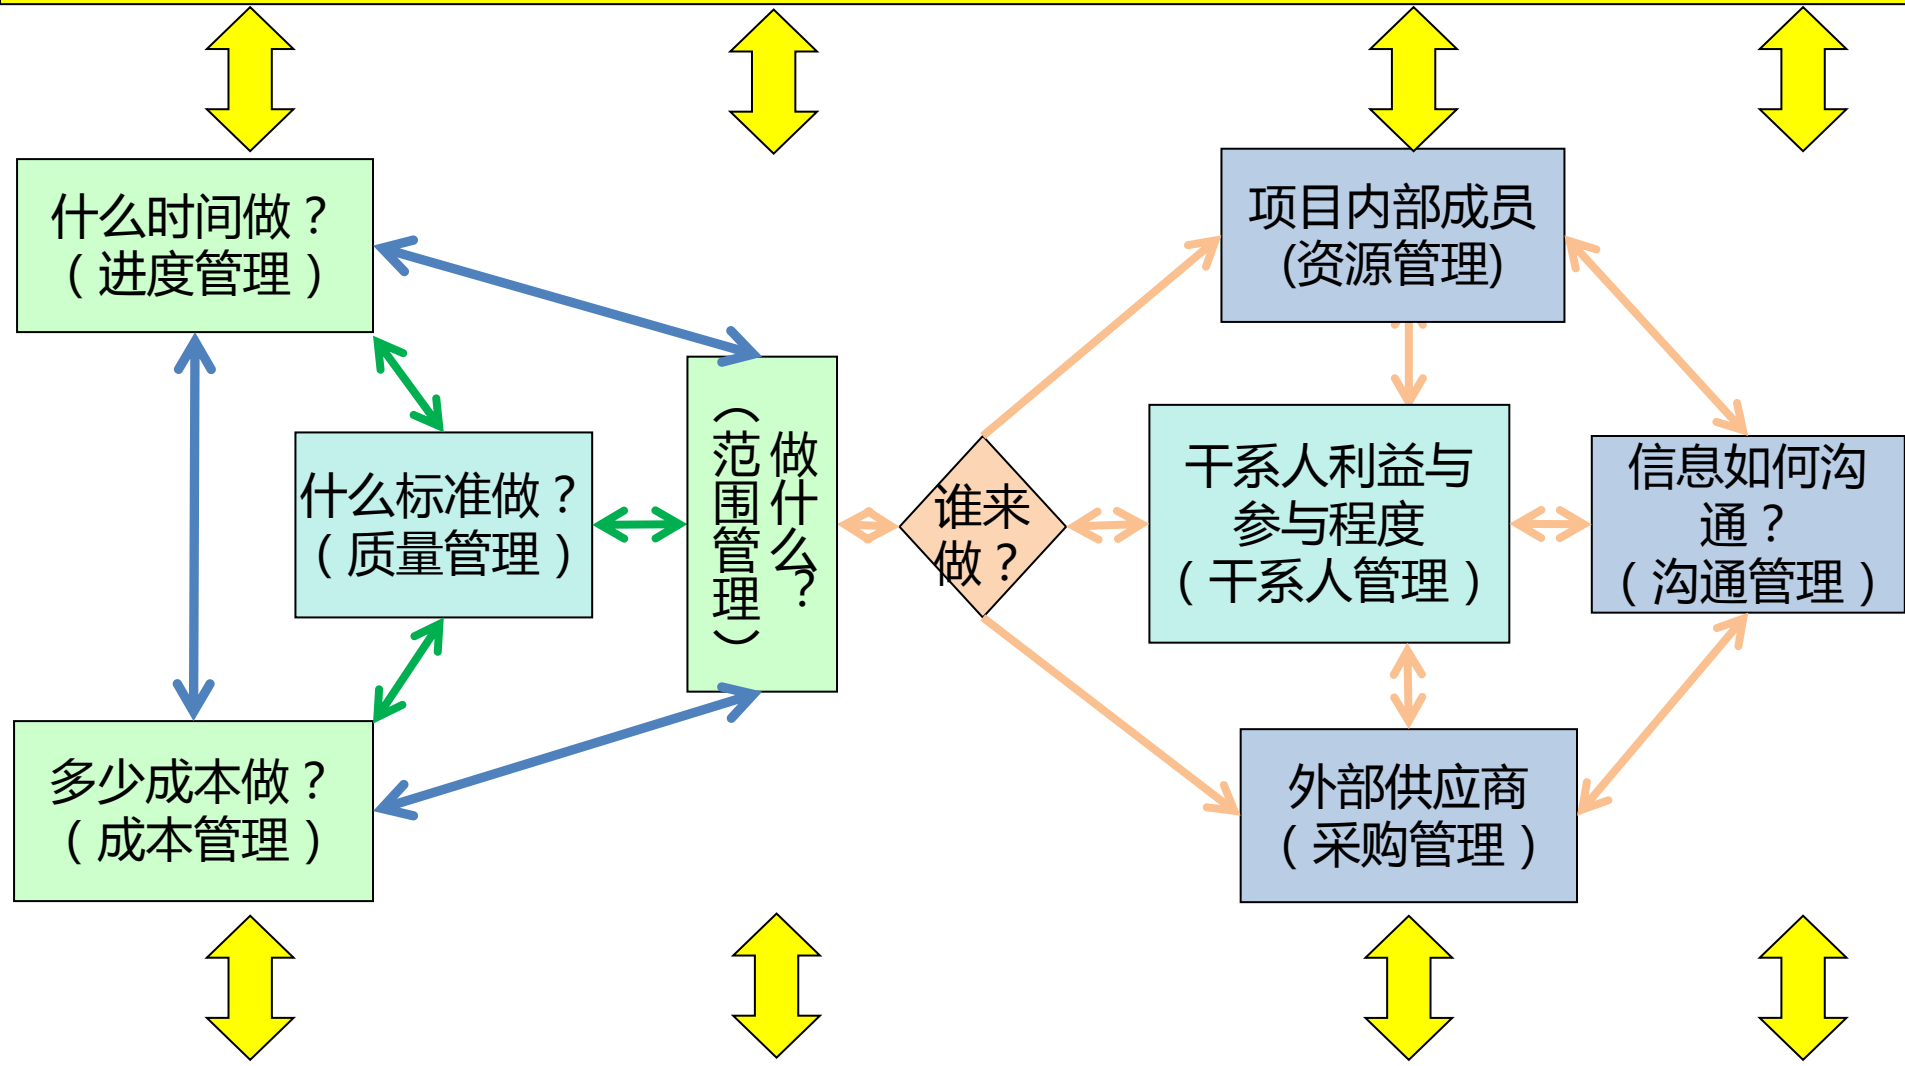 什么时间做？
（进度管理）
项目内部成员
(资源管理)
什么标准做？
（质量管理）
做什么？
（范围管理）
谁来
做？
干系人利益与
参与程度
（干系人管理）
信息如何沟
通？
（沟通管理）
多少成本做？
（成本管理）
外部供应商
（采购管理）